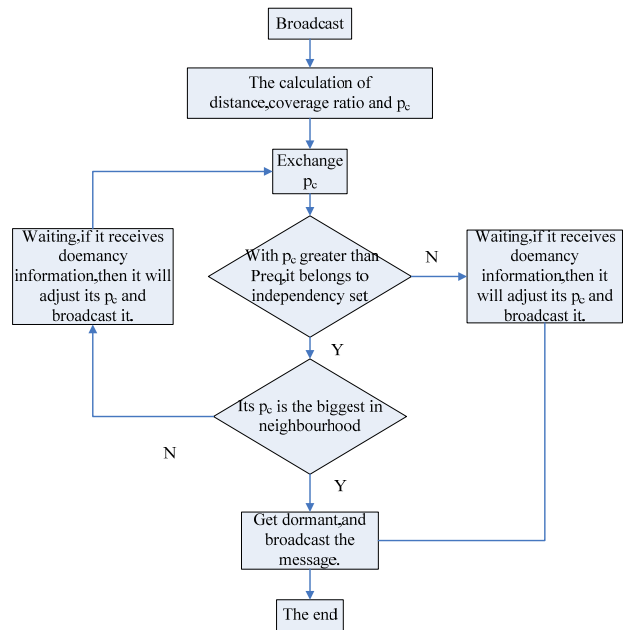 Broadcast
The calculation of
distance,coverage ratio and pc
Exchange
pc
With pc greater than
Preq,it belongs to
independency set
N
Waiting,if it receives
doemancy
information,then it will
adjust its pc and
broadcast it.
Waiting,if it receives
doemancy
information,then it
will adjust its pc and
broadcast it.
Y
Its pc is the biggest in
neighbourhood
N
Y
Get dormant,and
broadcast the
message.
The end